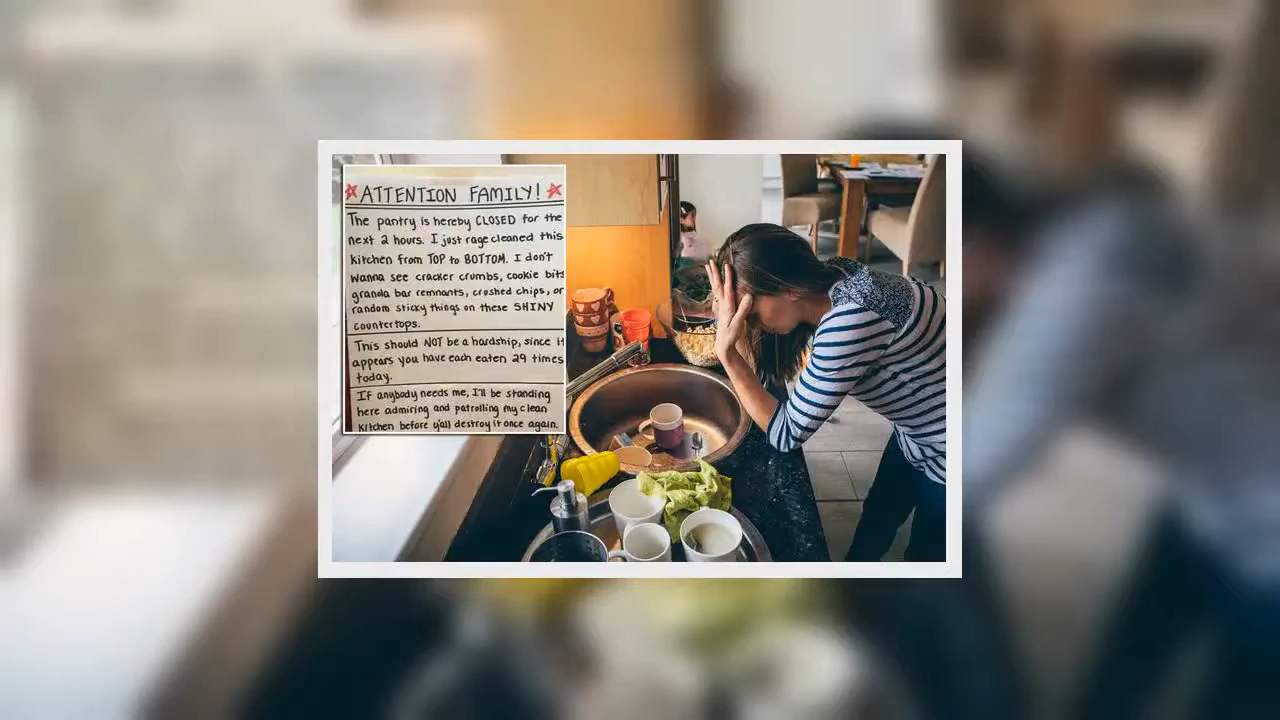 ATTENTION FAMILY!
The pantry is hereby CLOSED for the
next 2 hours. I just rage cleaned this
kitchen from TOP to BOTTOM. I don't
wanna see cracker crumbs, cookie bits
granola bar remnants, crushed chips, or
random sticky things on these SHINY
countertops.
This should NOT be a hardship, since it
appears you have each eaten 29 times
today.
If anybody needs me, I'll be standing
here admiring and patrolling my clean
kitchen before y'all destroy it once again.